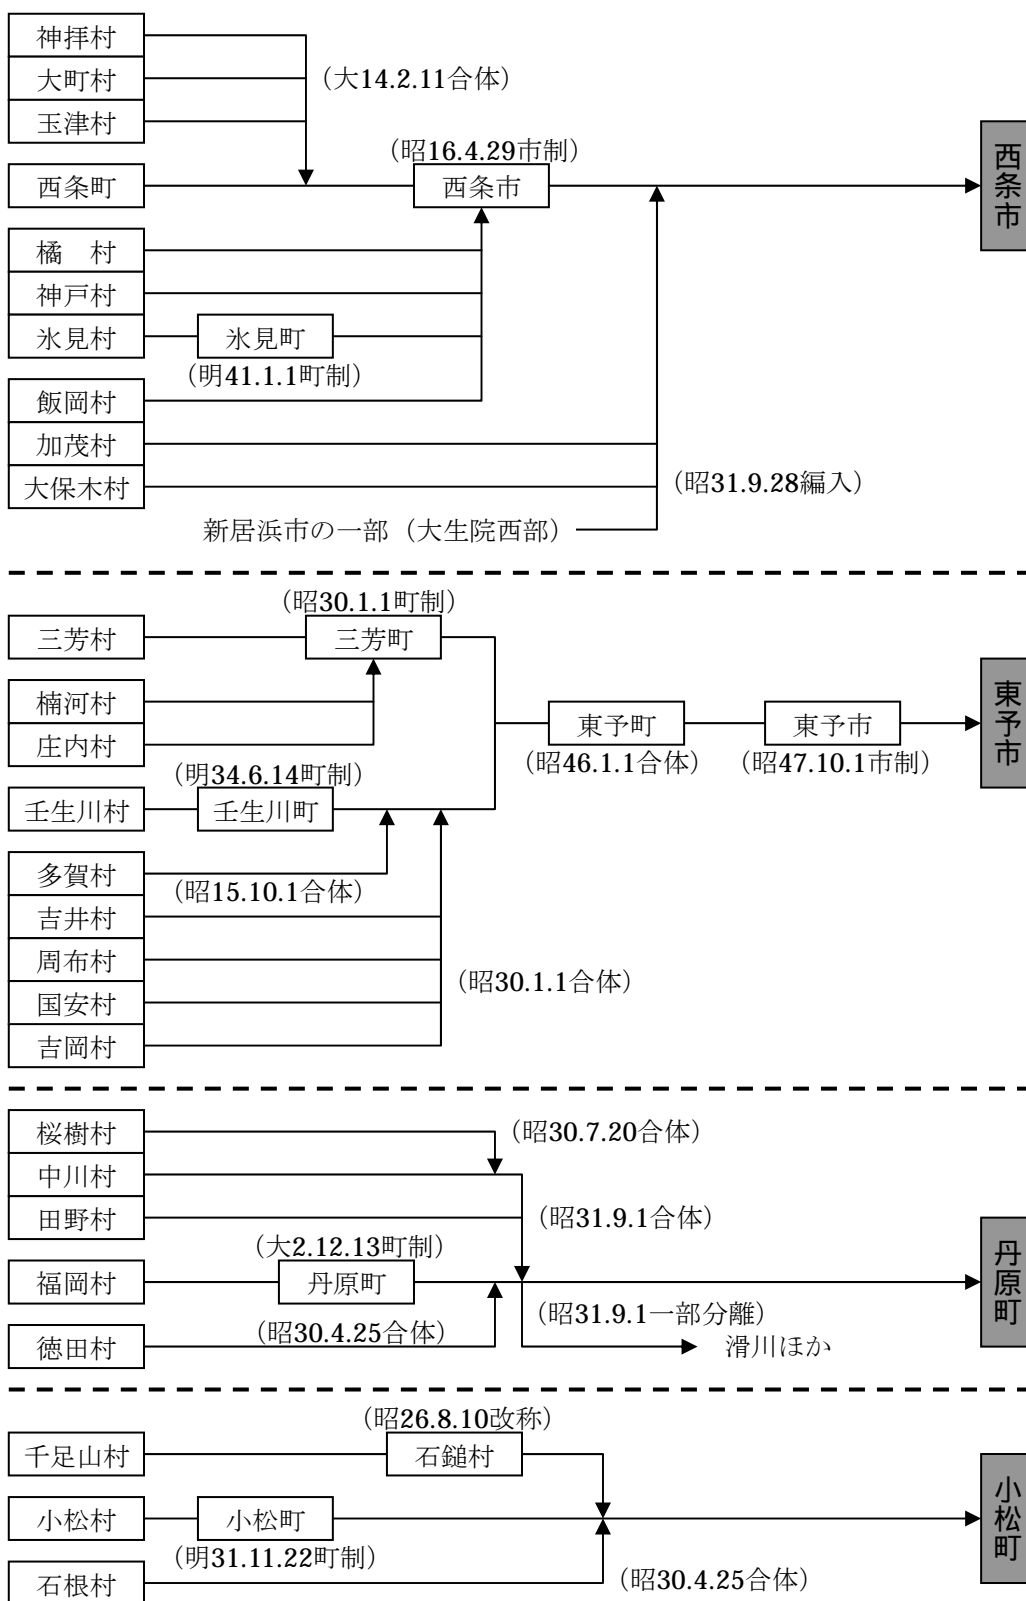 神拝村
大町村
(大14.2.11合体)
玉津村
(昭16.4.29市制)
西条町
西条市
西条市
橘　村
神戸村
氷見村
氷見町
(明41.1.1町制)
飯岡村
加茂村
大保木村
(昭31.9.28編入)
新居浜市の一部（大生院西部）
(昭30.1.1町制)
三芳村
三芳町
楠河村
庄内村
東予町
東予市
東予市
(昭46.1.1合体)
(昭47.10.1市制)
(明34.6.14町制)
壬生川村
壬生川町
多賀村
(昭15.10.1合体)
吉井村
周布村
(昭30.1.1合体)
国安村
吉岡村
桜樹村
(昭30.7.20合体)
中川村
田野村
(昭31.9.1合体)
(大2.12.13町制)
福岡村
丹原町
丹原町
(昭31.9.1一部分離)
(昭30.4.25合体)
徳田村
滑川ほか
(昭26.8.10改称)
千足山村
石鎚村
小松村
小松町
小松町
(明31.11.22町制)
石根村
(昭30.4.25合体)